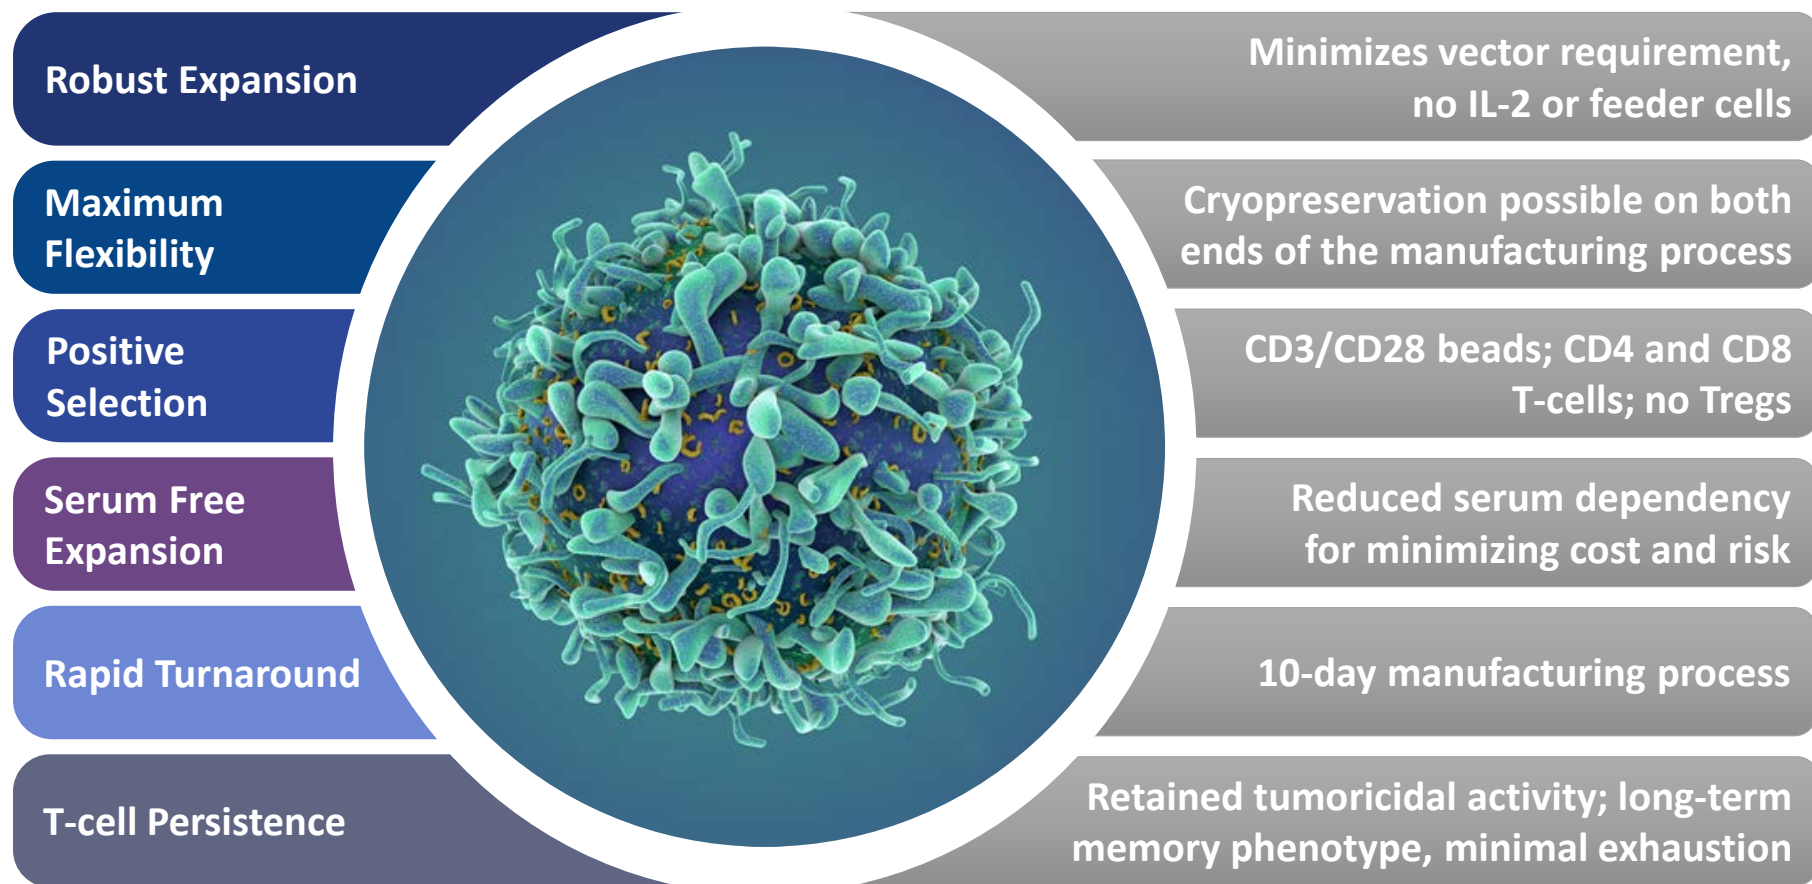 Robust Expansion
Minimizes vector requirement,
no IL-2 or feeder cells
Maximum
Flexibility
Cryopreservation possible on both
ends of the manufacturing process
Positive
Selection
CD3/CD28 beads; CD4 and CD8
T-cells; no Tregs
Serum Free
Expansion
Reduced serum dependency
for minimizing cost and risk
Rapid Turnaround
10-day manufacturing process
T-cell Persistence
Retained tumoricidal activity; long-term
memory phenotype, minimal exhaustion